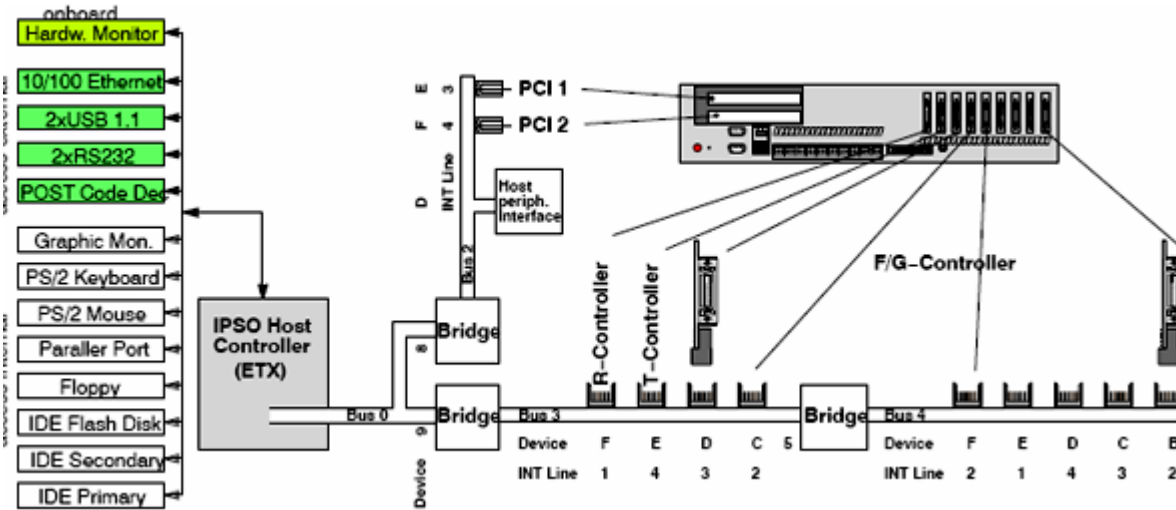 onboard
Hardw. Monitor
10/100 Ethernet
2xUSB 1.1
2xRS232
POST Code Dec
Graphic Mon.
PS/2 Keyboard
PS/2 Mouse
Paraller Port
Floppy
IDE Flash Disk
IDE Secondary
IDE Primary
IPSO Host
Controller
(ETX)
Bus 0
E 3
F 4
D INT Line
PCI 1
PCI 2
Host
periph.
Interface
Bus 2
Bridge
8
Bridge
9
Device
R-Controller
T-Controller
F/G-Controller
Bus 3
Bridge
Bus 4
Device F E D C 5
INT Line 1 4 3 2
Device F E D C B
INT Line 2 1 4 3 2